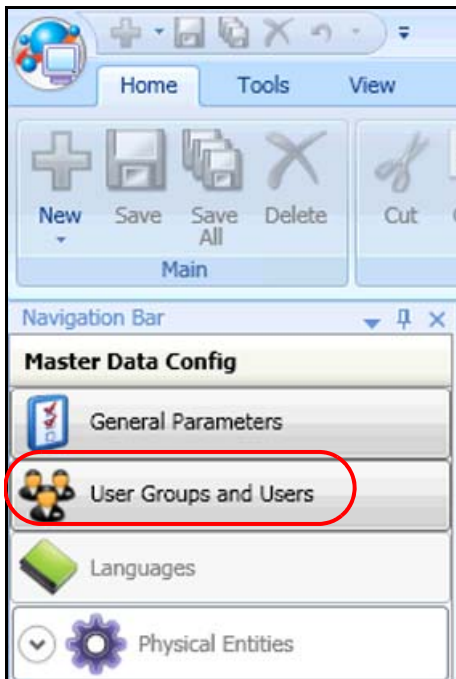 Home Tools View
New Save Save All Delete Cut
Main
Navigation Bar
Master Data Config
General Parameters
User Groups and Users
Languages
Physical Entities